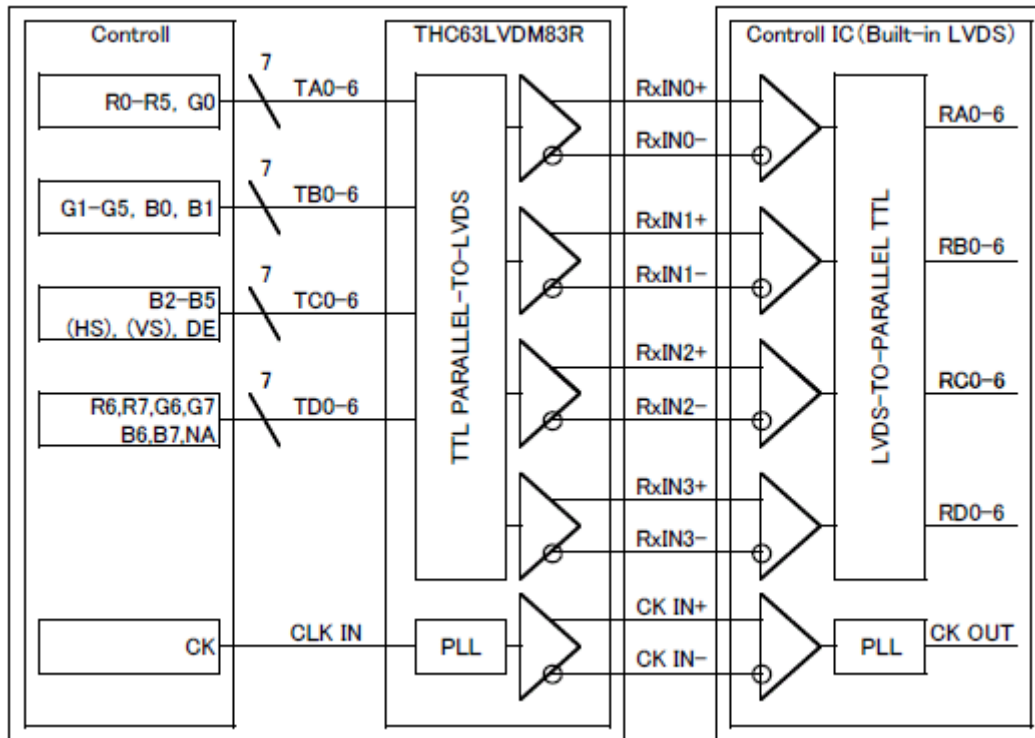 Controll
THC63LVDM83R
Controll IC(Built-in LVDS)
R0-R5, G0
7
TA0-6
RxIN0+
RxIN0-
RA0-6
G1-G5, B0, B1
7
TB0-6
RxIN1+
RxIN1-
RB0-6
B2-B5
(HS), (VS), DE
7
TC0-6
RxIN2+
RxIN2-
RC0-6
R6,R7,G6,G7
B6,B7,NA
7
TD0-6
RxIN3+
RxIN3-
RD0-6
TTL PARALLEL-TO-LVDS
LVDS-TO-PARALLEL TTL
CK
CLK IN
PLL
CK IN+
CK IN-
PLL
CK OUT